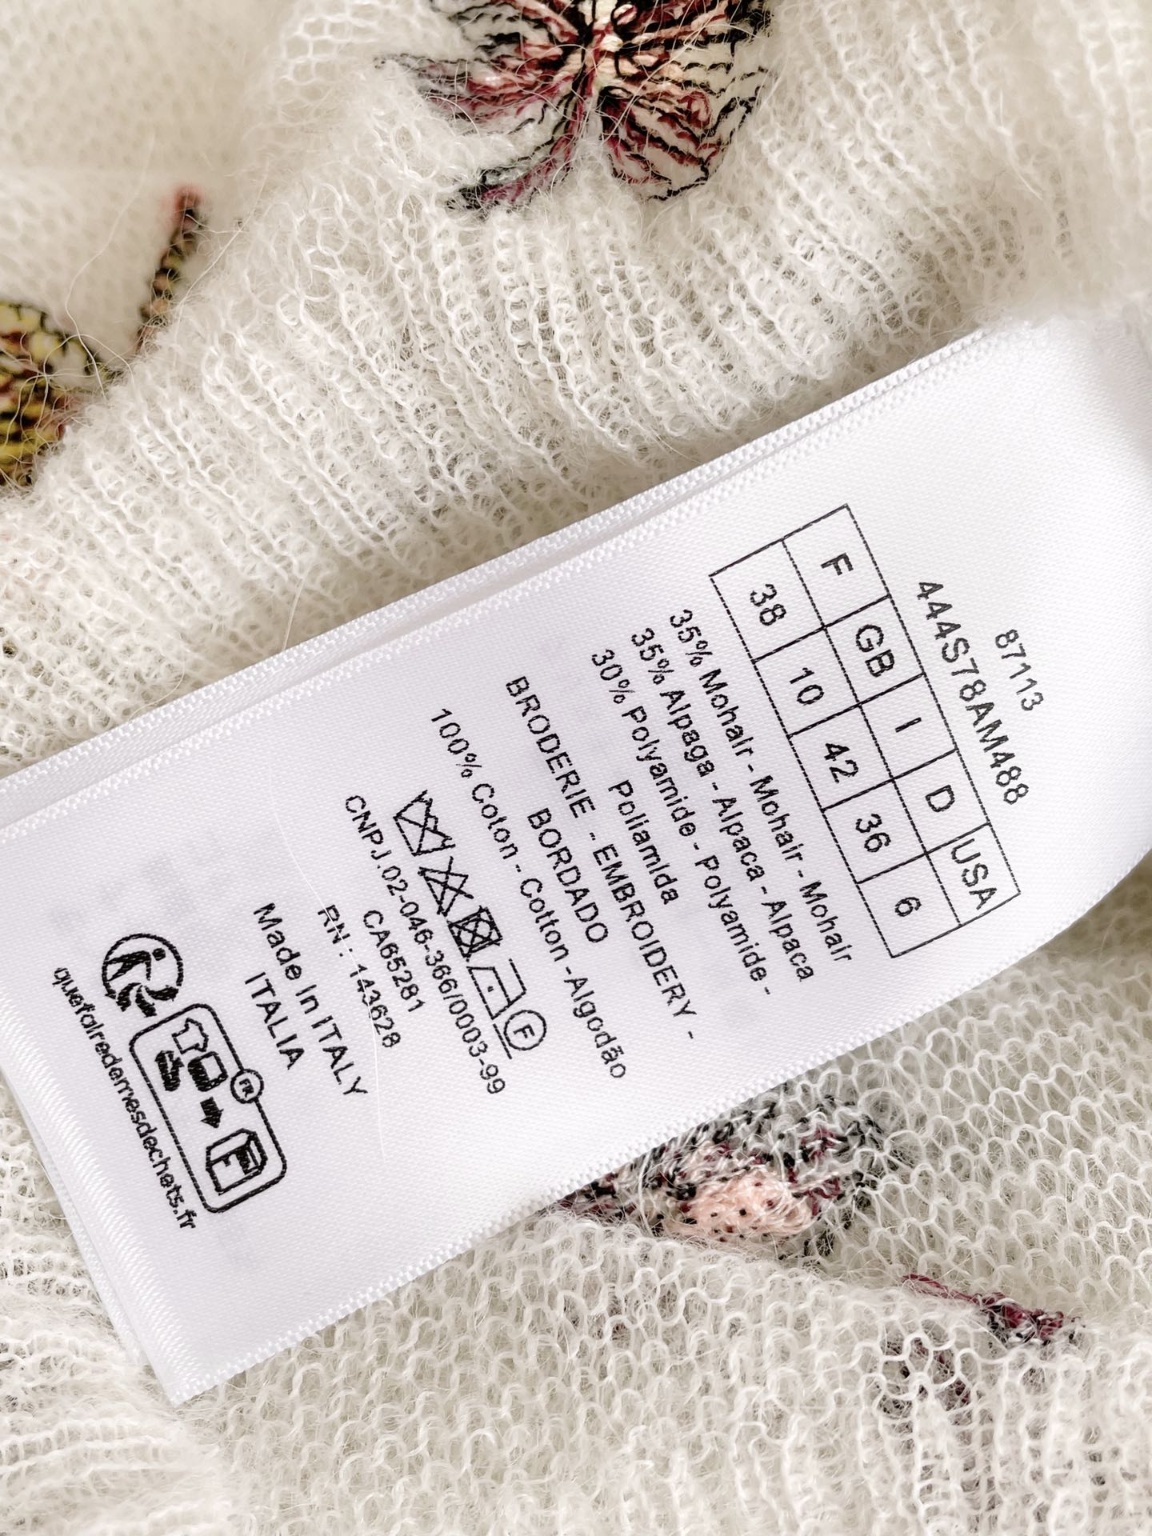 87113
444S78AM488
F GB I D USA
38 10 42 36 6
35% Mohair - Mohair - Mohair
35% Alpaga - Alpaca - Alpaca
30% Polyamide - Polyamide -
Poliamida
BRODERIE - EMBROIDERY -
BORDADO
100% Coton - Cotton -Algodão
F
CNPJ.02-046-366/0003-99
CA65281
RN : 143628
Made in ITALY
ITALIA
FR
quefairedemesdechets.fr